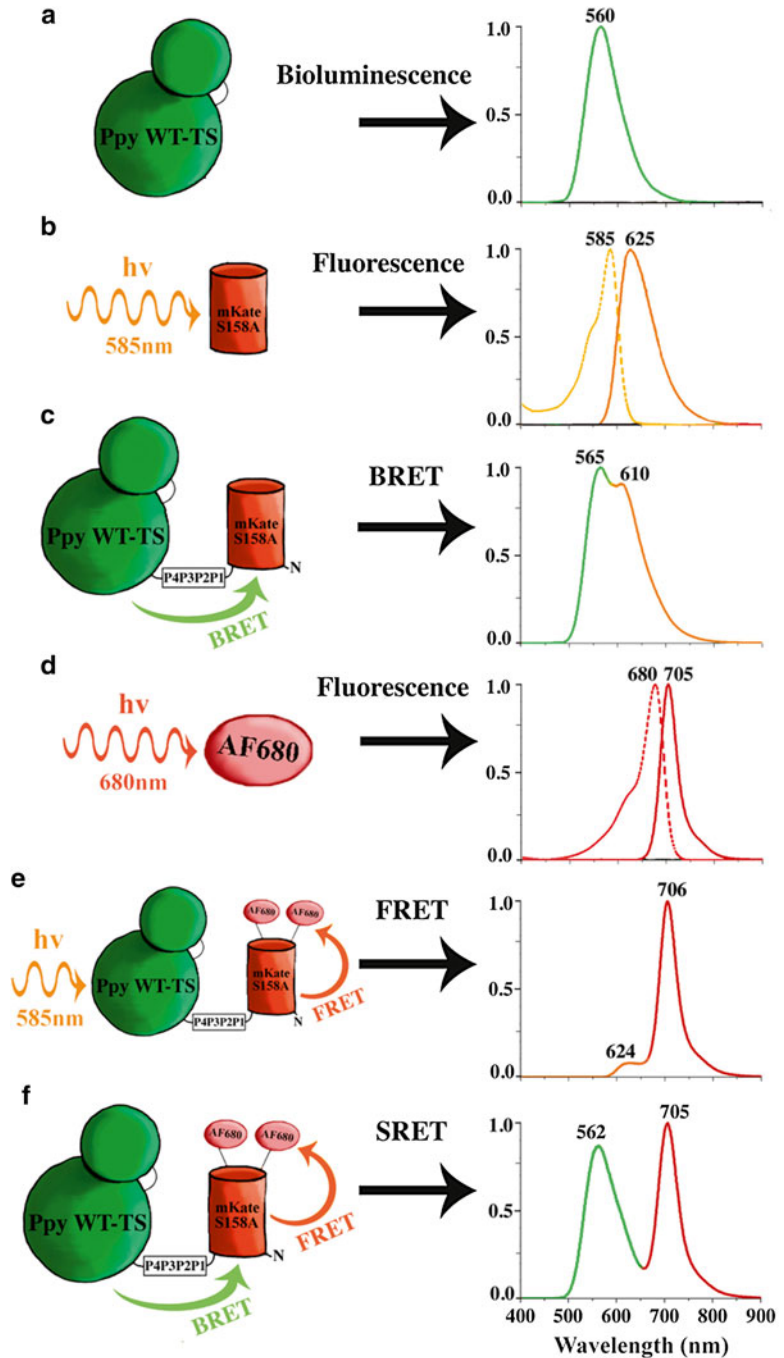 a
Ppy WT-TS
Bioluminescence
560
1.0
0.5
0.0
b
hν
585nm
mKate
S158A
Fluorescence
585 625
1.0
0.5
0.0
c
Ppy WT-TS
P4P3P2P1
mKate
S158A
N
BRET
BRET
565
610
1.0
0.5
0.0
d
hν
680nm
AF680
Fluorescence
680 705
1.0
0.5
0.0
e
hν
585nm
Ppy WT-TS
P4P3P2P1
AF680 AF680
mKate
S158A
N
FRET
FRET
706
624
1.0
0.5
0.0
f
Ppy WT-TS
P4P3P2P1
AF680 AF680
mKate
S158A
N
BRET
FRET
SRET
562
705
1.0
0.5
0.0
400 500 600 700 800 900
Wavelength (nm)